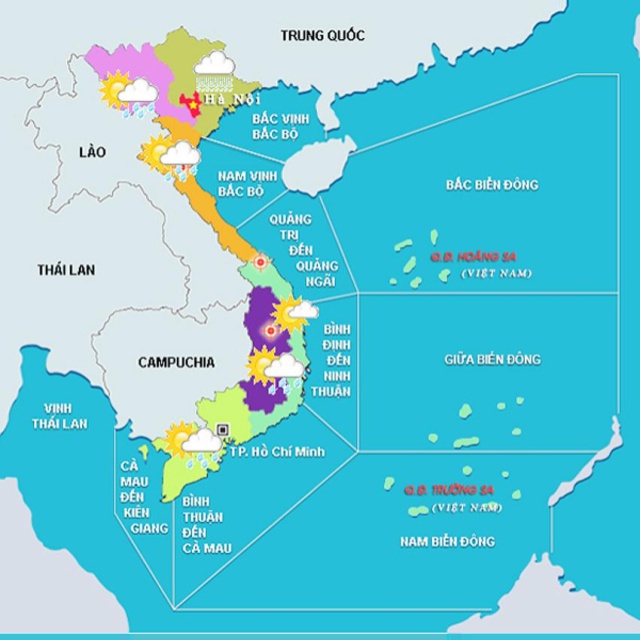 TRUNG QUỐC
Hà Nội
BẮC VỊNH
BẮC BỘ
LÀO
NAM VỊNH
BẮC BỘ
BẮC BIỂN ĐÔNG
QUẢNG
TRỊ
ĐẾN
QUẢNG
NGÃI
Q.Đ. HOÀNG SA
(VIỆT NAM)
THÁI LAN
BÌNH
ĐỊNH
ĐẾN
NINH
THUẬN
CAMPUCHIA
GIỮA BIỂN ĐÔNG
VỊNH
THÁI LAN
TP. Hồ Chí Minh
CÀ
MAU
ĐẾN
KIÊN
GIANG
BÌNH
THUẬN
ĐẾN
CÀ MAU
Q.Đ. TRƯỜNG SA
(VIỆT NAM)
NAM BIỂN ĐÔNG